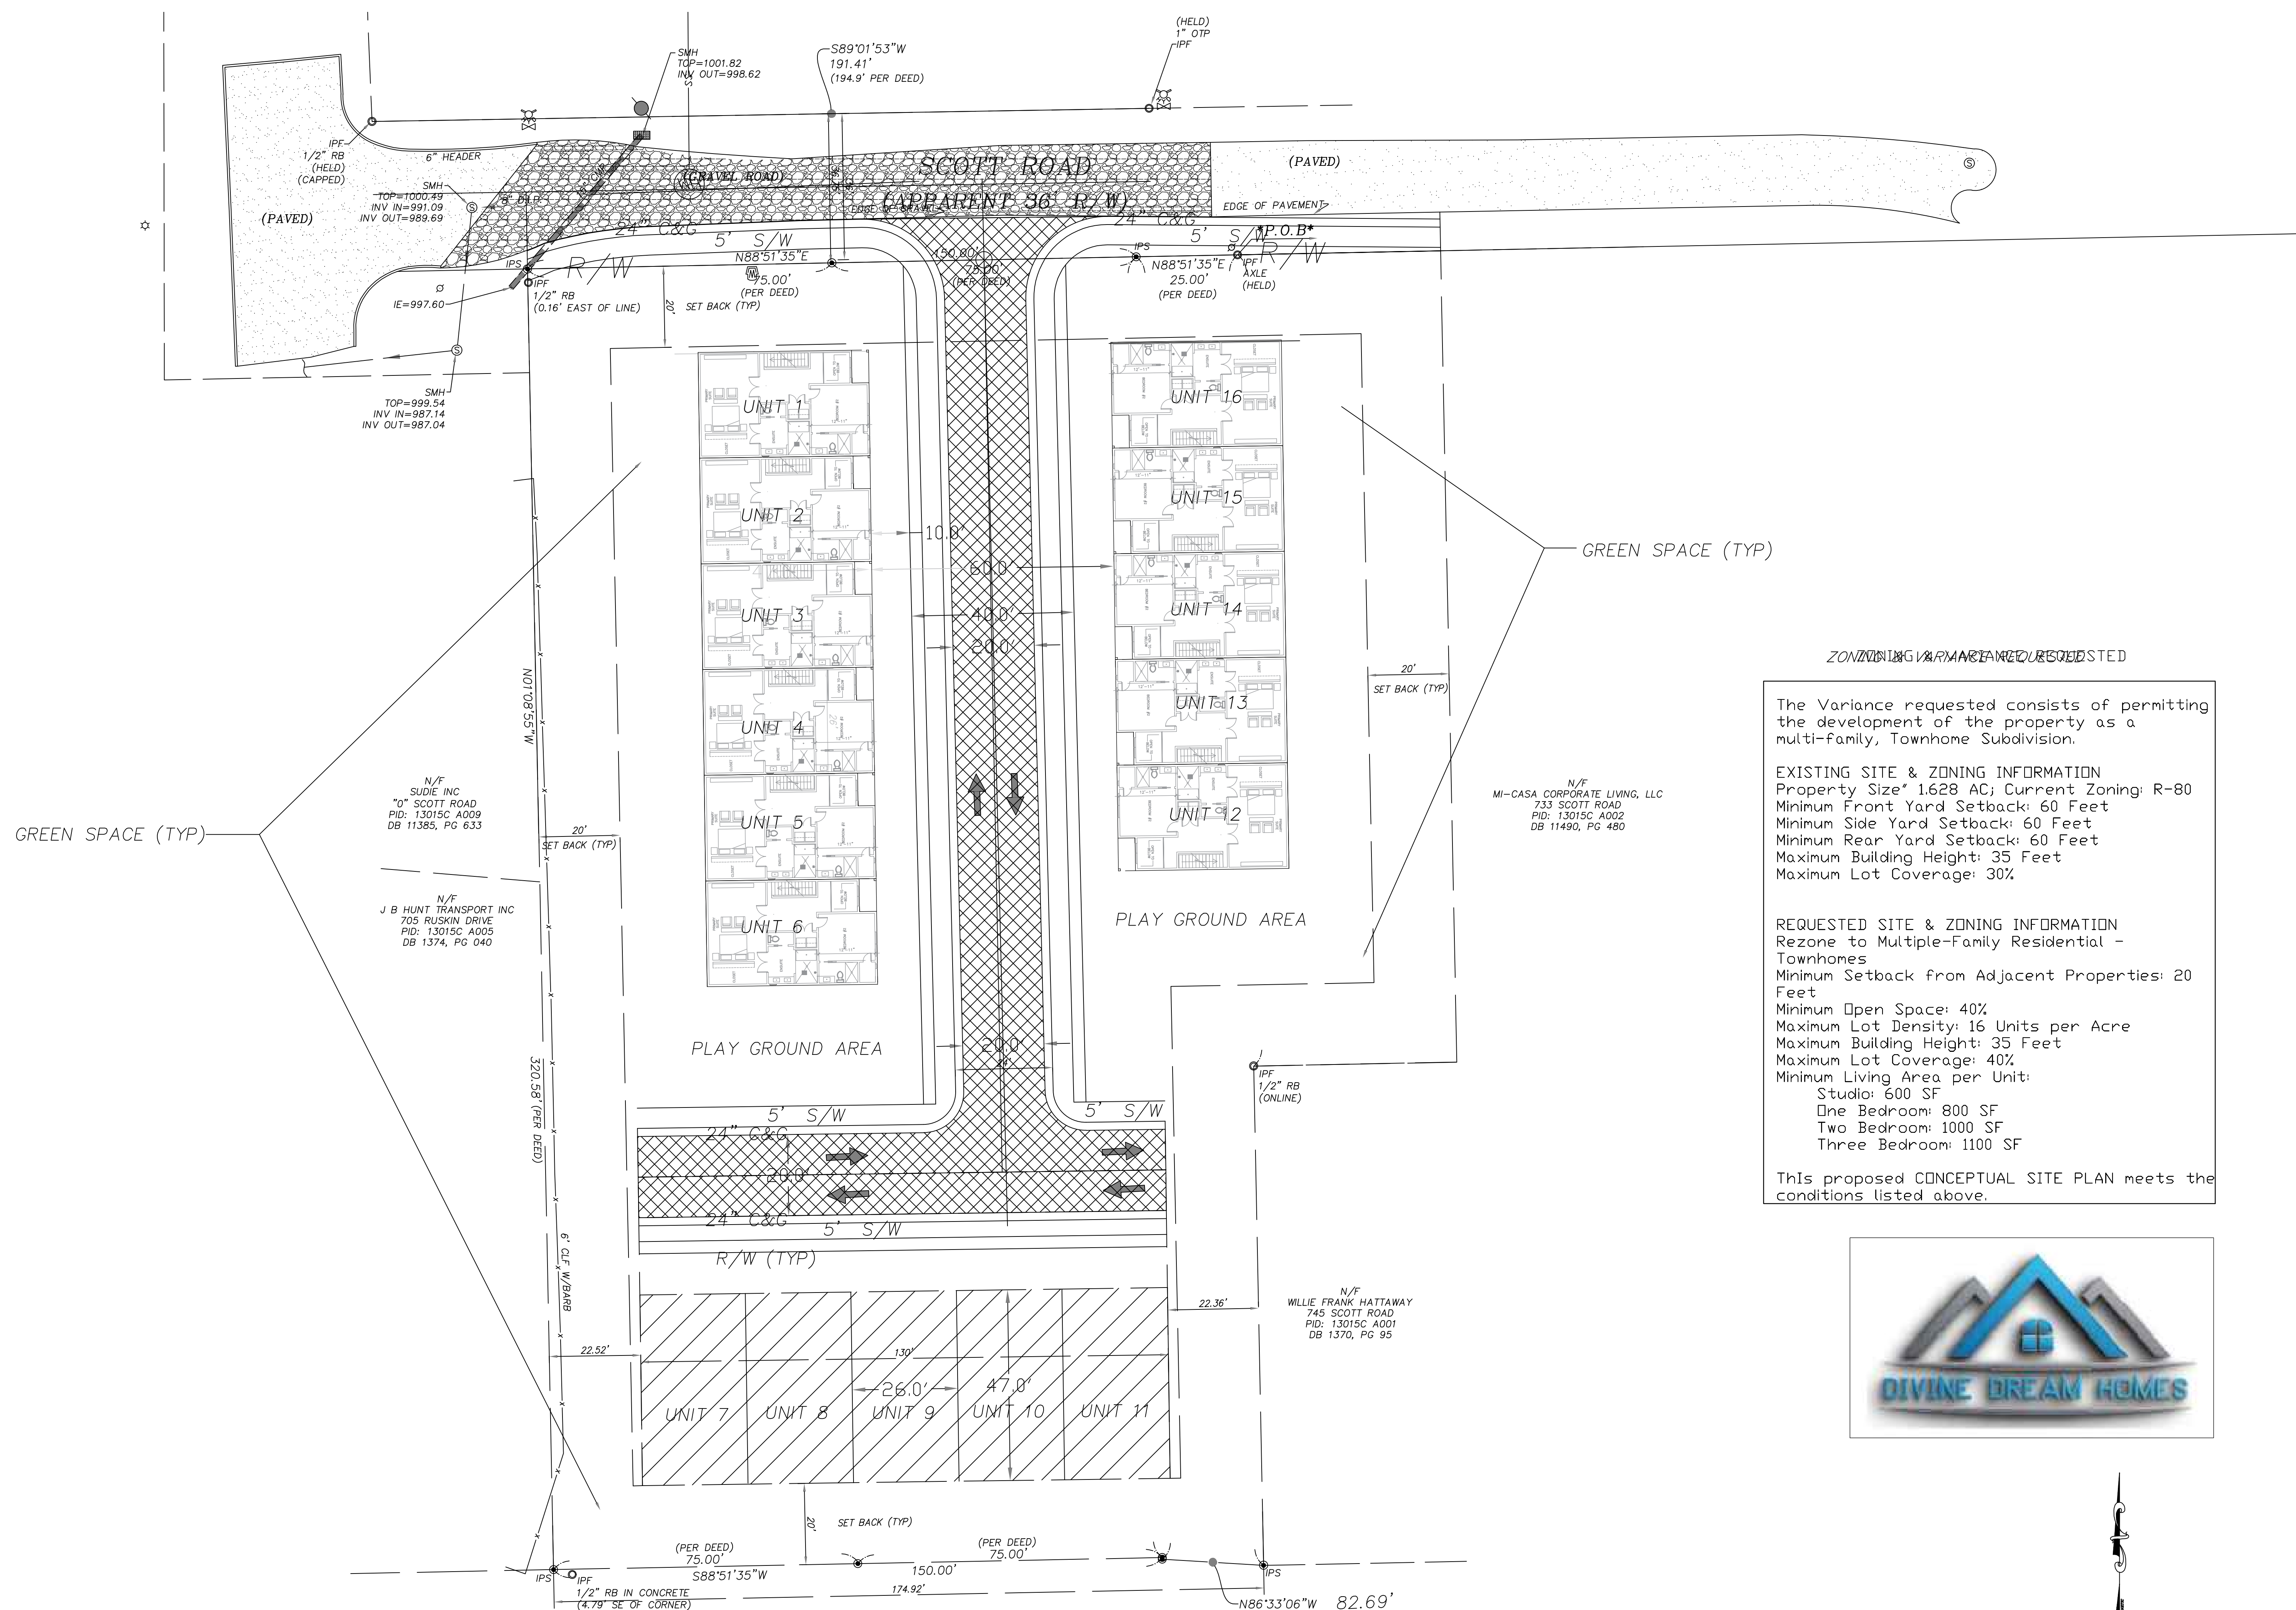 (HELD)
1" OTP
IPF
SMH
TOP=1001.82
INV OUT=998.62
S
S89°01'53"W
191.41'
(194.9' PER DEED)
IPF
1/2" RB
(HELD)
(CAPPED)
6" HEADER
(PAVED)
SMH
TOP=1000.49
INV IN=991.09
INV OUT=989.69
8" D.I.P.
(GRAVEL ROAD)
SCOTT ROAD
(APPARENT 36' R/W)
(PAVED)
S
EDGE OF PAVEMENT
24" C&G
5' S/W
24" C&G
5' S/W
*P.O.B*
R/W
R/W
IPS
N88°51'35"E
75.00'
(PER DEED)
150.00'
75.00'
(PER DEED)
IPS
N88°51'35"E
25.00'
(PER DEED)
IPF
AXLE
(HELD)
IE=997.60
IPF
1/2" RB
(0.16' EAST OF LINE)
20'
SET BACK (TYP)
SMH
TOP=999.54
INV IN=987.14
INV OUT=987.04
UNIT 1
UNIT 2
UNIT 3
UNIT 4
UNIT 5
UNIT 6
UNIT 16
UNIT 15
UNIT 14
UNIT 13
UNIT 12
10.0'
60.0'
40.0'
20.0'
GREEN SPACE (TYP)
GREEN SPACE (TYP)
N01°08'55"W
20'
SET BACK (TYP)
20'
SET BACK (TYP)
N/F
SUDIE INC
"0" SCOTT ROAD
PID: 13015C A009
DB 11385, PG 633
N/F
J B HUNT TRANSPORT INC
705 RUSKIN DRIVE
PID: 13015C A005
DB 1374, PG 040
N/F
MI-CASA CORPORATE LIVING, LLC
733 SCOTT ROAD
PID: 13015C A002
DB 11490, PG 480
PLAY GROUND AREA
PLAY GROUND AREA
20.0'
24'
IPF
1/2" RB
(ONLINE)
320.58' (PER DEED)
5' S/W
5' S/W
24" C&G
20.0'
24" C&G
5' S/W
R/W (TYP)
6' CLF W/BARB
22.52'
22.36'
130'
26.0'
47.0'
UNIT 7
UNIT 8
UNIT 9
UNIT 10
UNIT 11
N/F
WILLIE FRANK HATTAWAY
745 SCOTT ROAD
PID: 13015C A001
DB 1370, PG 95
20'
SET BACK (TYP)
(PER DEED)
75.00'
S88°51'35"W
(PER DEED)
75.00'
150.00'
174.92'
IPS
IPF
1/2" RB IN CONCRETE
(4.79' SE OF CORNER)
IPS
N86°33'06"W 82.69'
ZONING & VARIANCE REQUESTED
The Variance requested consists of permitting
the development of the property as a
multi-family, Townhome Subdivision.
EXISTING SITE & ZONING INFORMATION
Property Size" 1.628 AC; Current Zoning: R-80
Minimum Front Yard Setback: 60 Feet
Minimum Side Yard Setback: 60 Feet
Minimum Rear Yard Setback: 60 Feet
Maximum Building Height: 35 Feet
Maximum Lot Coverage: 30%
REQUESTED SITE & ZONING INFORMATION
Rezone to Multiple-Family Residential -
Townhomes
Minimum Setback from Adjacent Properties: 20
Feet
Minimum Open Space: 40%
Maximum Lot Density: 16 Units per Acre
Maximum Building Height: 35 Feet
Maximum Lot Coverage: 40%
Minimum Living Area per Unit:
Studio: 600 SF
One Bedroom: 800 SF
Two Bedroom: 1000 SF
Three Bedroom: 1100 SF
ThIs proposed CONCEPTUAL SITE PLAN meets the
conditions listed above.
DIVINE DREAM HOMES